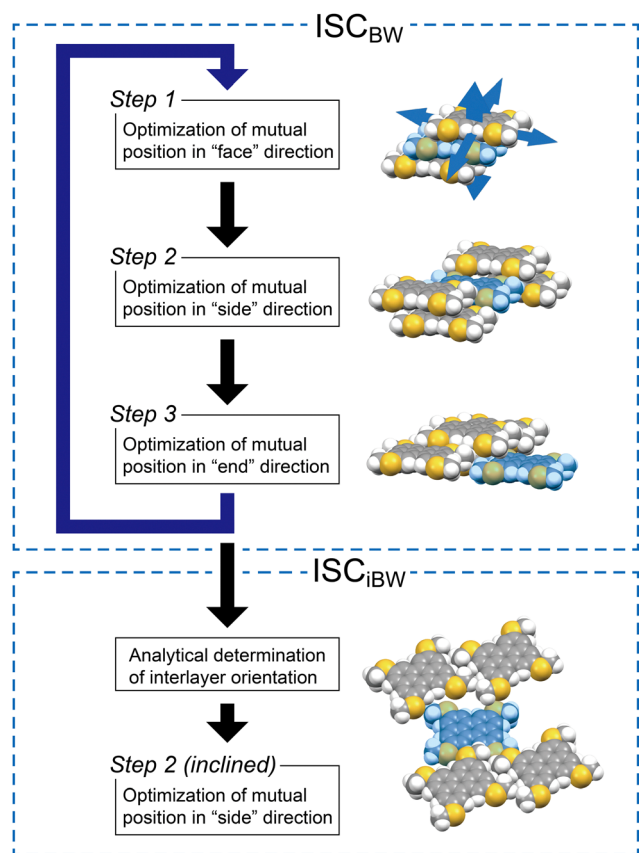 ISCBW
Step 1
Optimization of mutual
position in “face” direction
Step 2
Optimization of mutual
position in “side” direction
Step 3
Optimization of mutual
position in “end” direction
ISCiBW
Analytical determination
of interlayer orientation
Step 2 (inclined)
Optimization of mutual
position in “side” direction